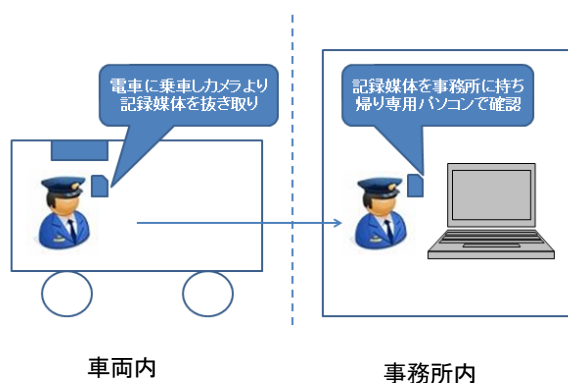 電車に乗車しカメラより
記録媒体を抜き取り
記録媒体を事務所に持ち
帰り専用パソコンで確認
車両内
事務所内